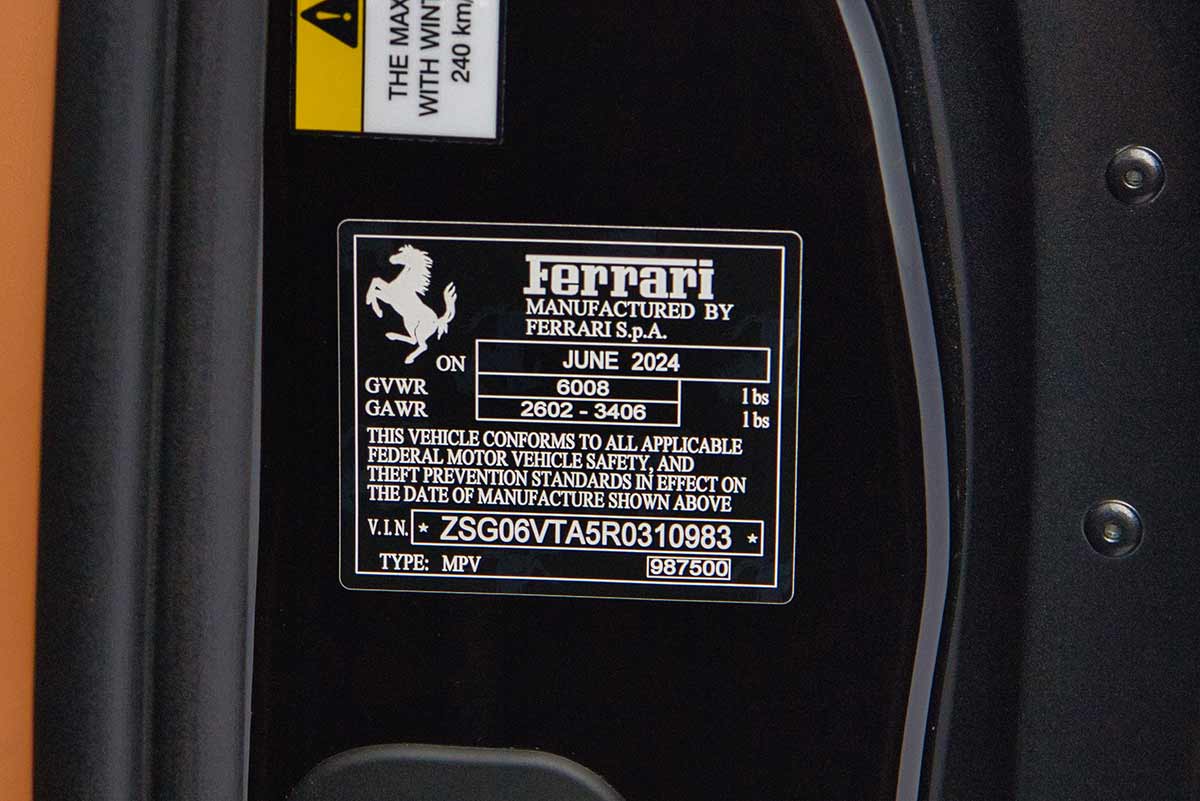 THE MAX
WITH WINT
240 km/
Ferrari
MANUFACTURED BY
FERRARI S.p.A.
ON JUNE 2024
GVWR 6008 lbs
GAWR 2602 - 3406 lbs
THIS VEHICLE CONFORMS TO ALL APPLICABLE
FEDERAL MOTOR VEHICLE SAFETY, AND
THEFT PREVENTION STANDARDS IN EFFECT ON
THE DATE OF MANUFACTURE SHOWN ABOVE
V.I.N. * ZSG06VTA5R0310983 *
TYPE: MPV 987500